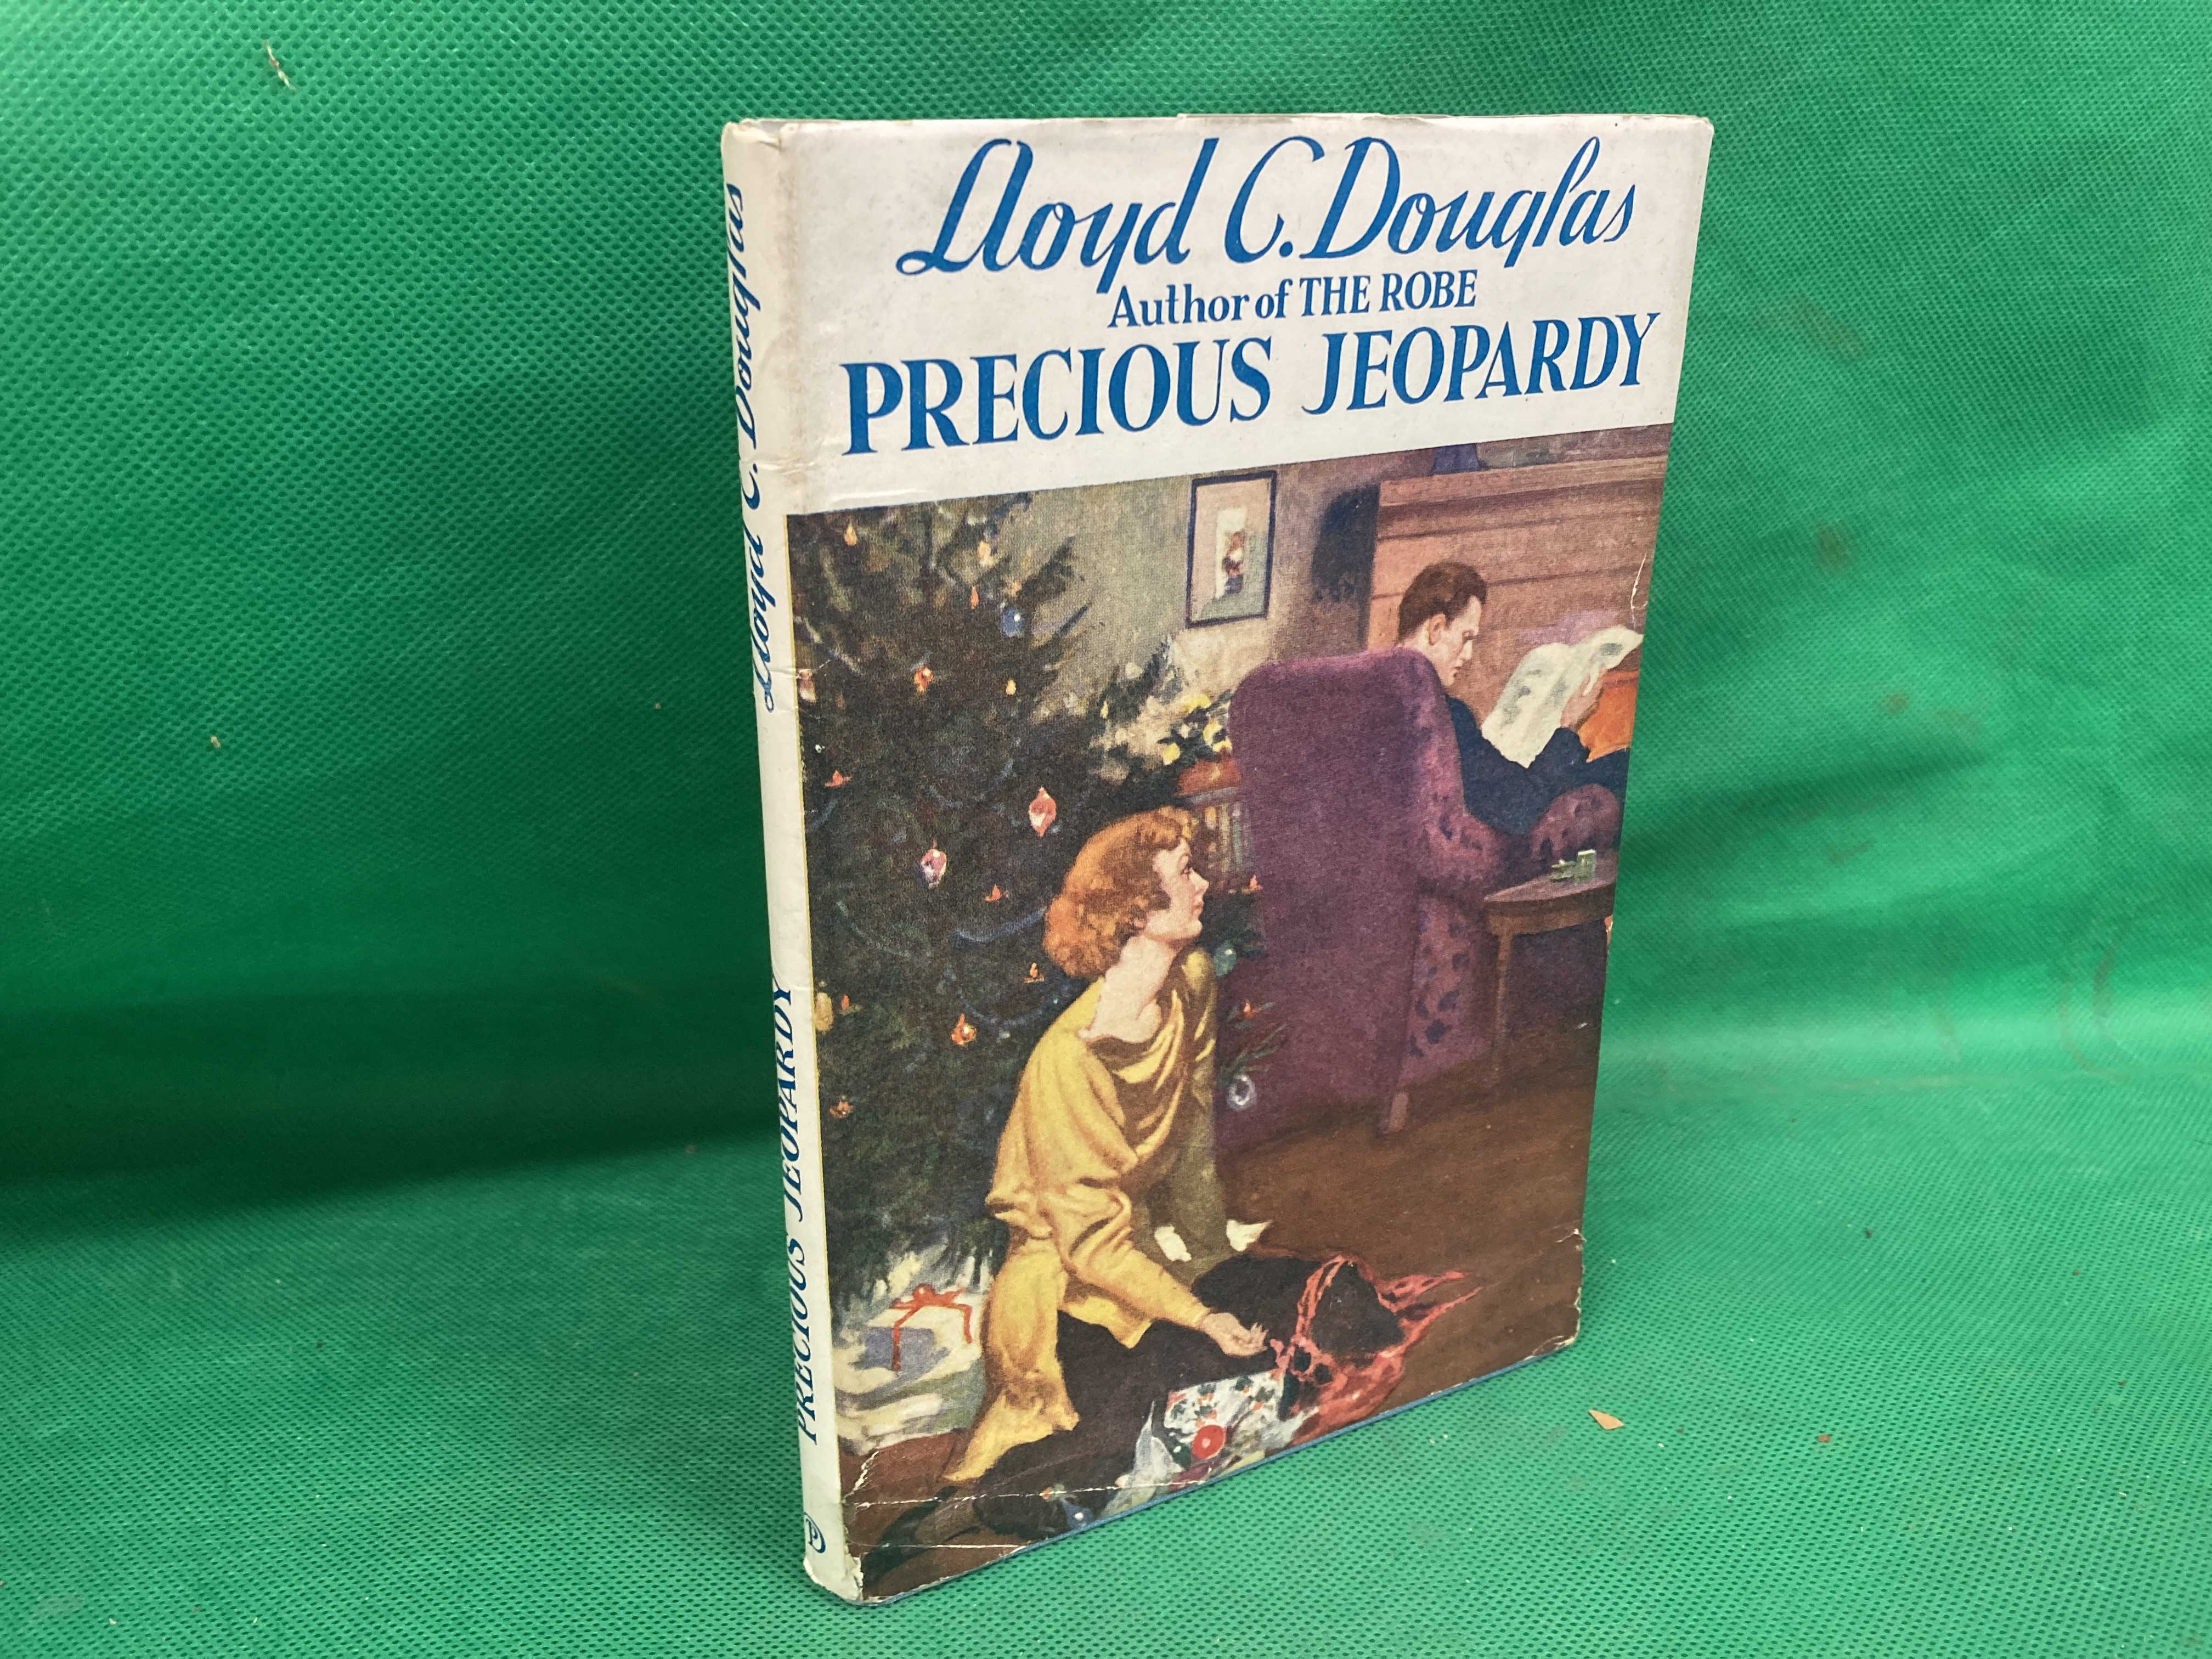 Lloyd C. Douglas
Author of THE ROBE
PRECIOUS JEOPARDY
Lloyd C. Douglas
PRECIOUS JEOPARDY